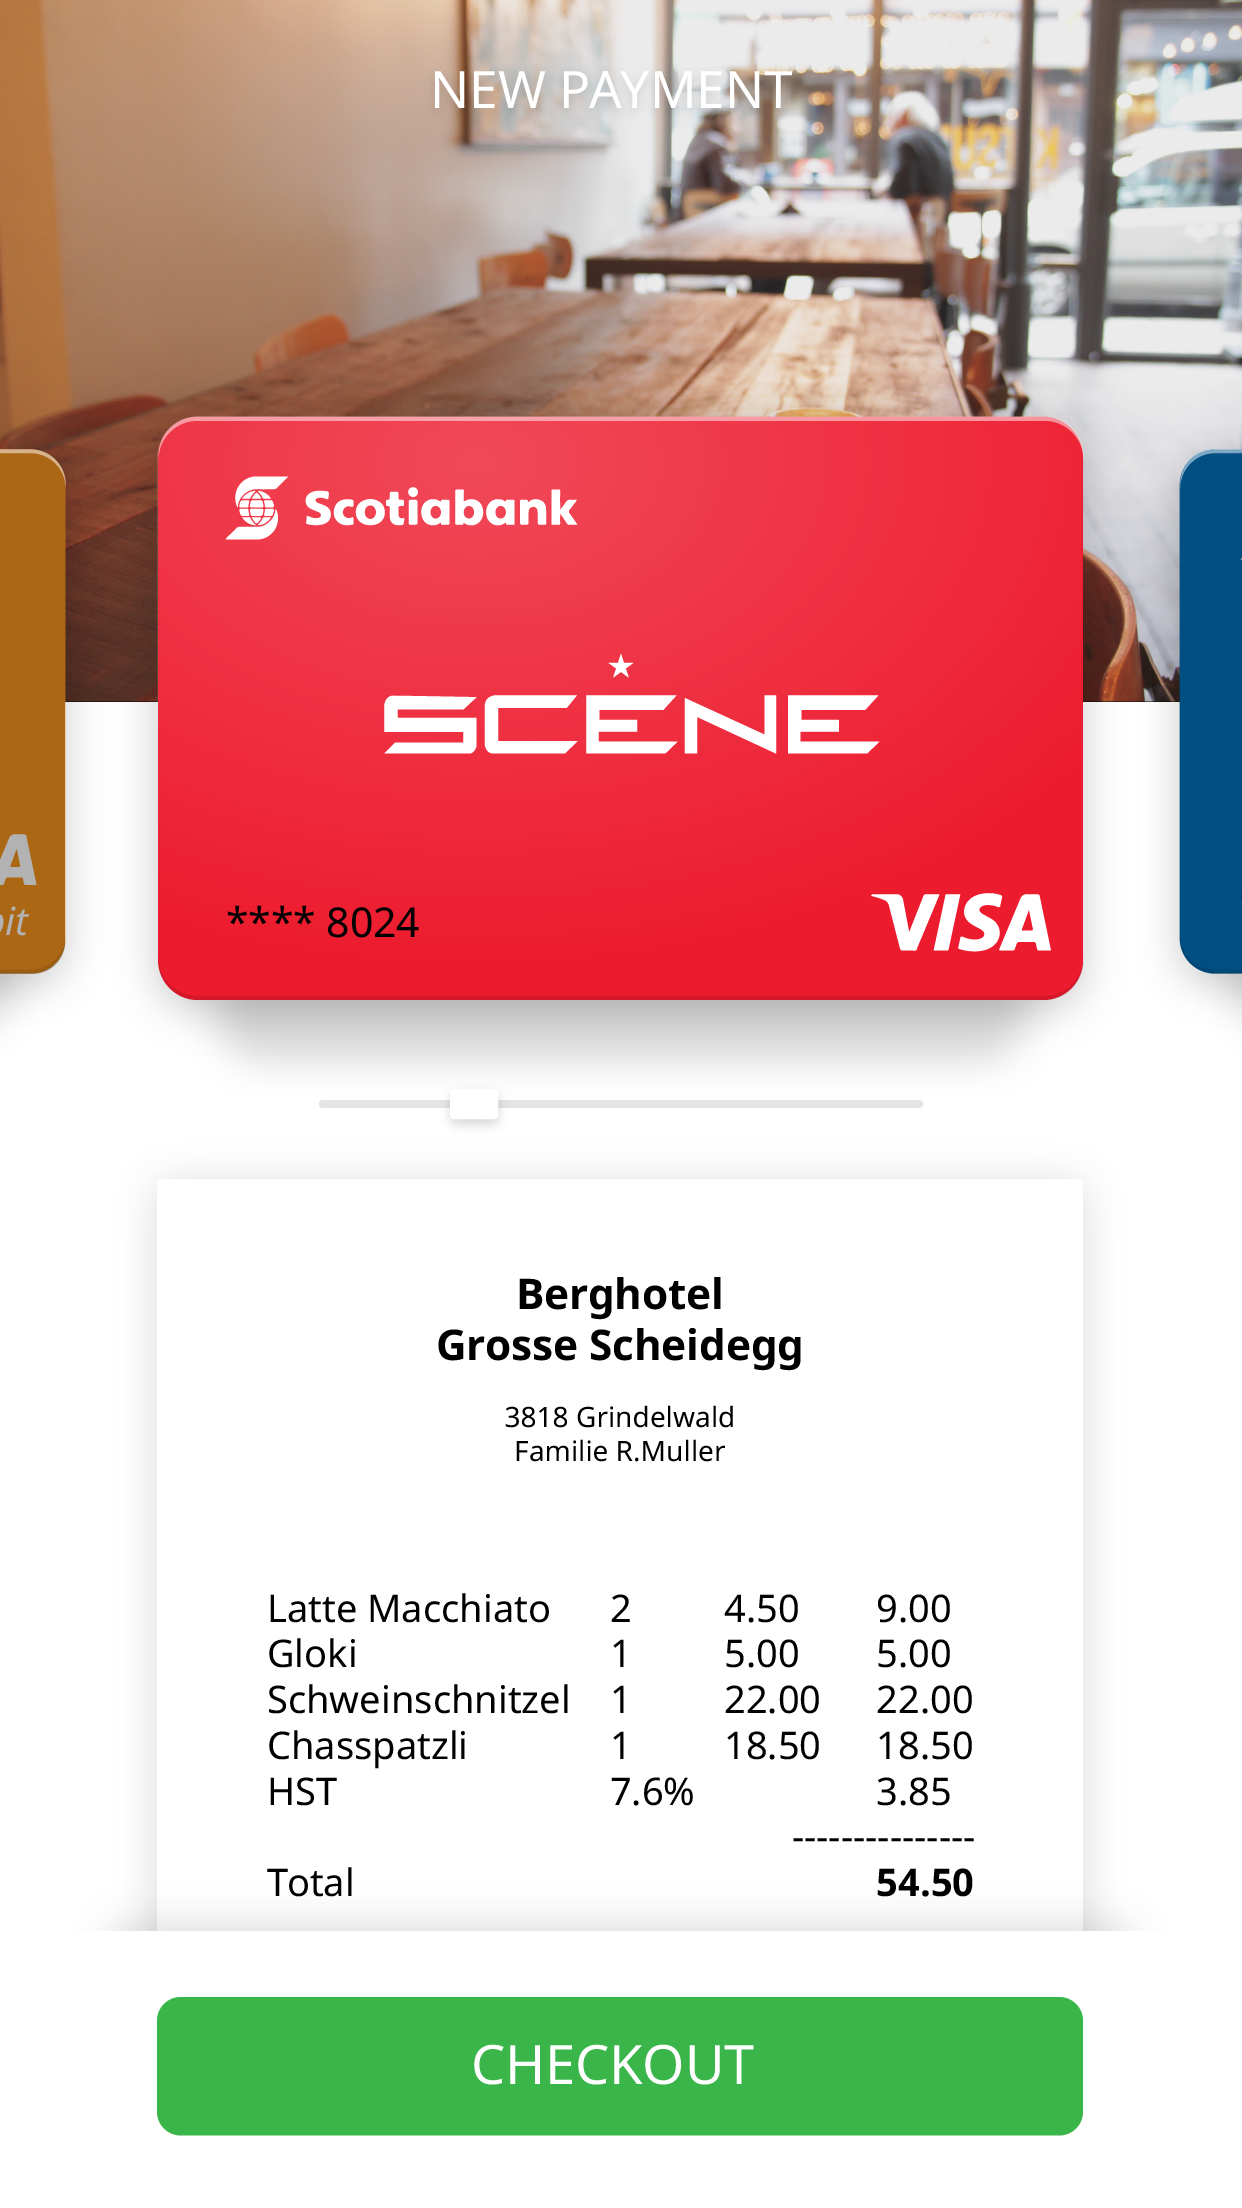 NEW PAYMENT
Scotiabank
SCENE
**** 8024
VISA
Berghotel
Grosse Scheidegg
3818 Grindelwald
Familie R.Muller
Latte Macchiato 2 4.50 9.00
Gloki 1 5.00 5.00
Schweinschnitzel 1 22.00 22.00
Chasspatzli 1 18.50 18.50
HST 7.6% 3.85
---------------
Total 54.50
CHECKOUT